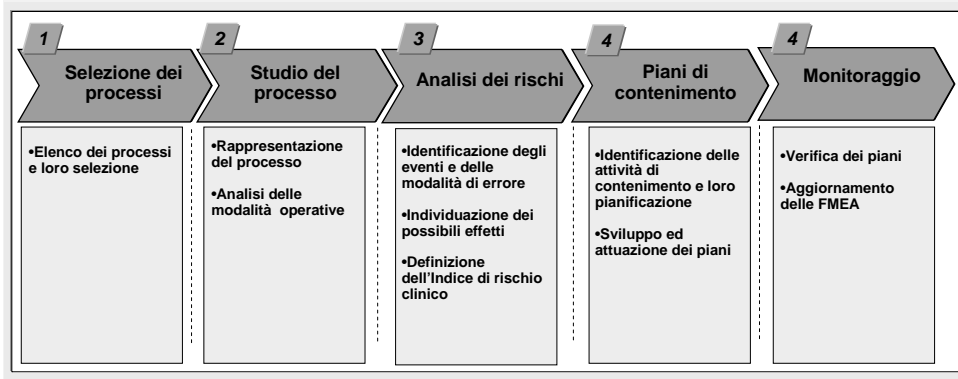 1
Selezione dei
processi
•Elenco dei processi
e loro selezione
2
Studio del
processo
•Rappresentazione
del processo
•Analisi delle
modalità operative
3
Analisi dei rischi
•Identificazione degli
eventi e delle
modalità di errore
•Individuazione dei
possibili effetti
•Definizione
dell'Indice di rischio
clinico
4
Piani di
contenimento
•Identificazione delle
attività di
contenimento e loro
pianificazione
•Sviluppo ed
attuazione dei piani
4
Monitoraggio
•Verifica dei piani
•Aggiornamento
delle FMEA